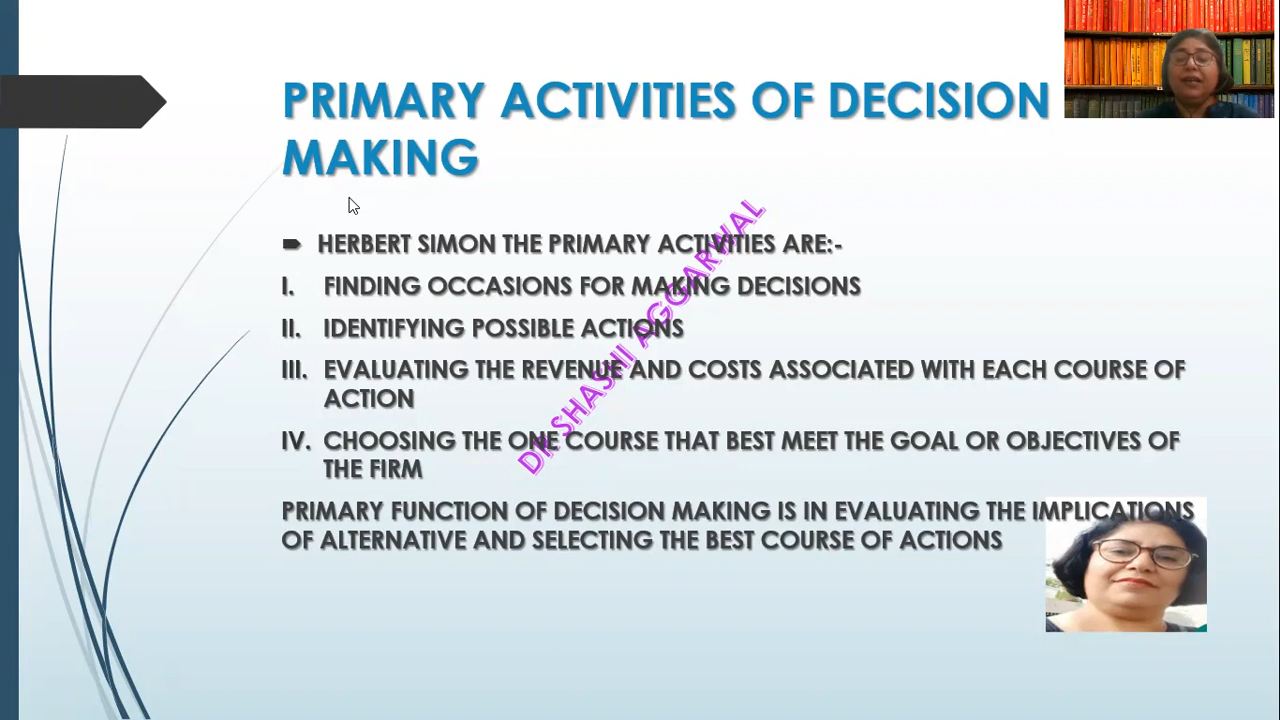 PRIMARY ACTIVITIES OF DECISION
MAKING
HERBERT SIMON THE PRIMARY ACTIVITIES ARE:-
I. FINDING OCCASIONS FOR MAKING DECISIONS
II. IDENTIFYING POSSIBLE ACTIONS
III. EVALUATING THE REVENUE AND COSTS ASSOCIATED WITH EACH COURSE OF
ACTION
IV. CHOOSING THE ONE COURSE THAT BEST MEET THE GOAL OR OBJECTIVES OF
THE FIRM
PRIMARY FUNCTION OF DECISION MAKING IS IN EVALUATING THE IMPLICATIONS
OF ALTERNATIVE AND SELECTING THE BEST COURSE OF ACTIONS
DR SHASHI AGGARWAL